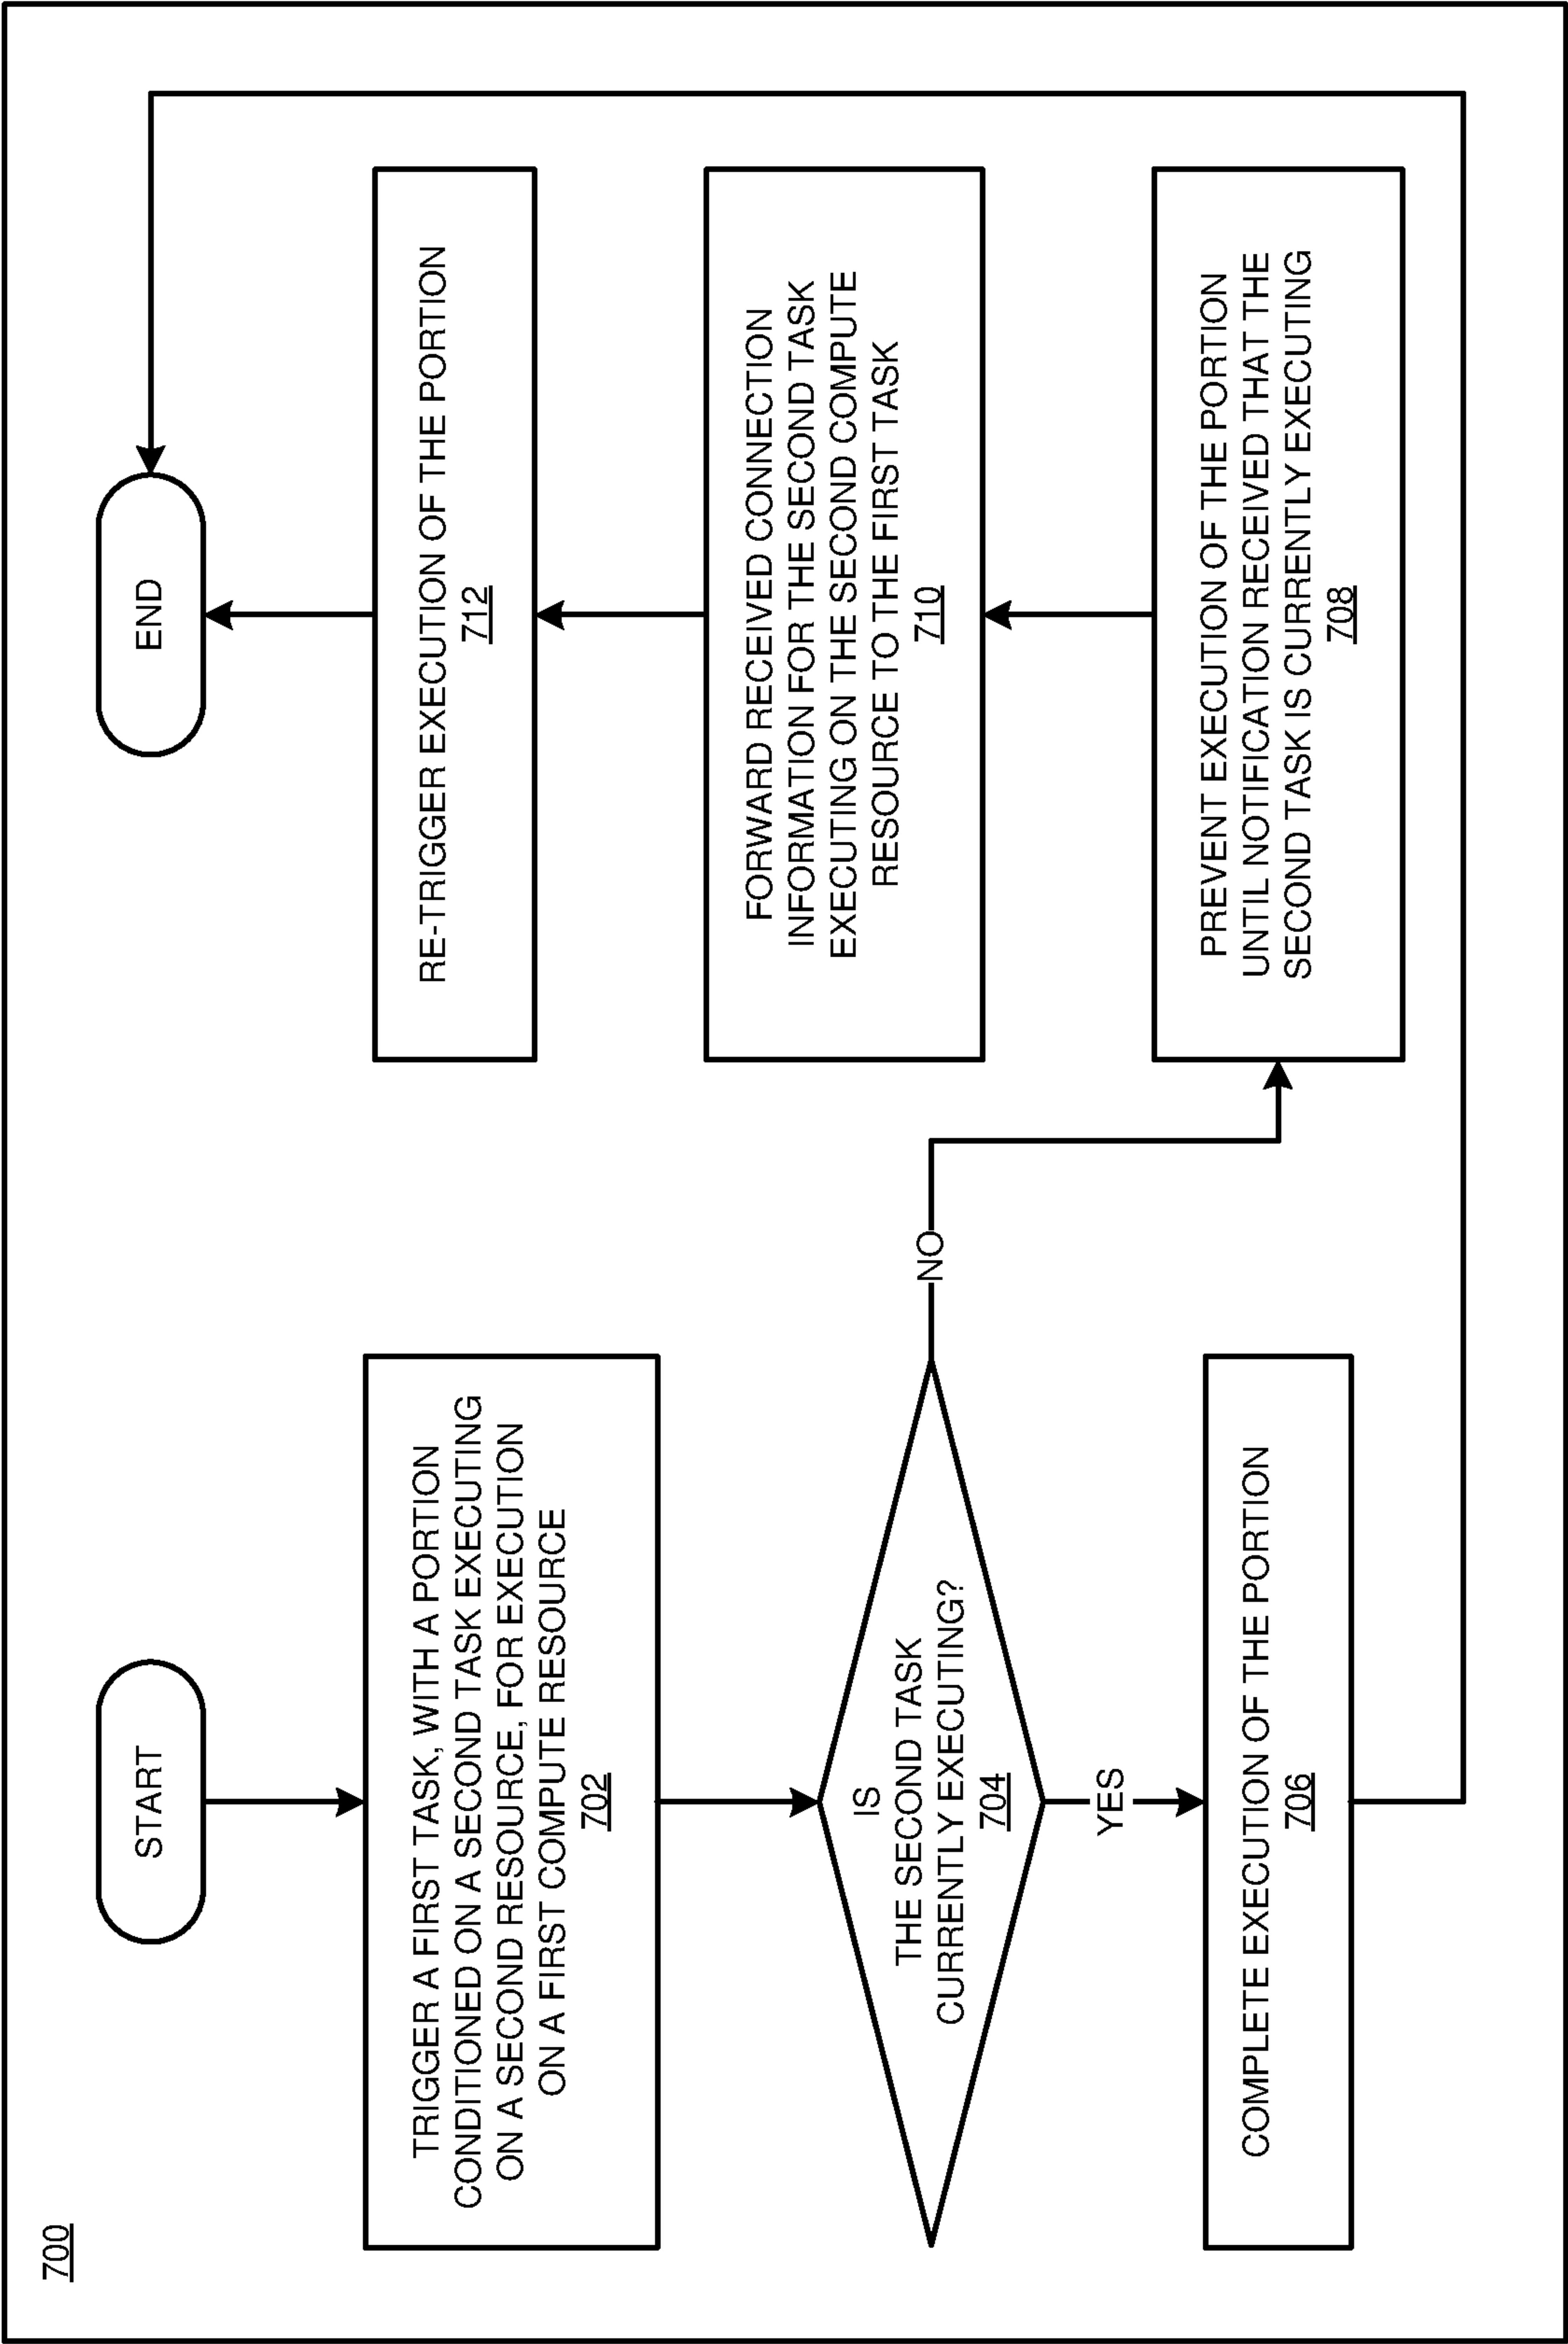 700
START
TRIGGER A FIRST TASK, WITH A PORTION
CONDITIONED ON A SECOND TASK EXECUTING
ON A SECOND RESOURCE, FOR EXECUTION
ON A FIRST COMPUTE RESOURCE
702
IS
THE SECOND TASK
CURRENTLY EXECUTING?
704
YES
NO
COMPLETE EXECUTION OF THE PORTION
706
END
RE-TRIGGER EXECUTION OF THE PORTION
712
FORWARD RECEIVED CONNECTION
INFORMATION FOR THE SECOND TASK
EXECUTING ON THE SECOND COMPUTE
RESOURCE TO THE FIRST TASK
710
PREVENT EXECUTION OF THE PORTION
UNTIL NOTIFICATION RECEIVED THAT THE
SECOND TASK IS CURRENTLY EXECUTING
708